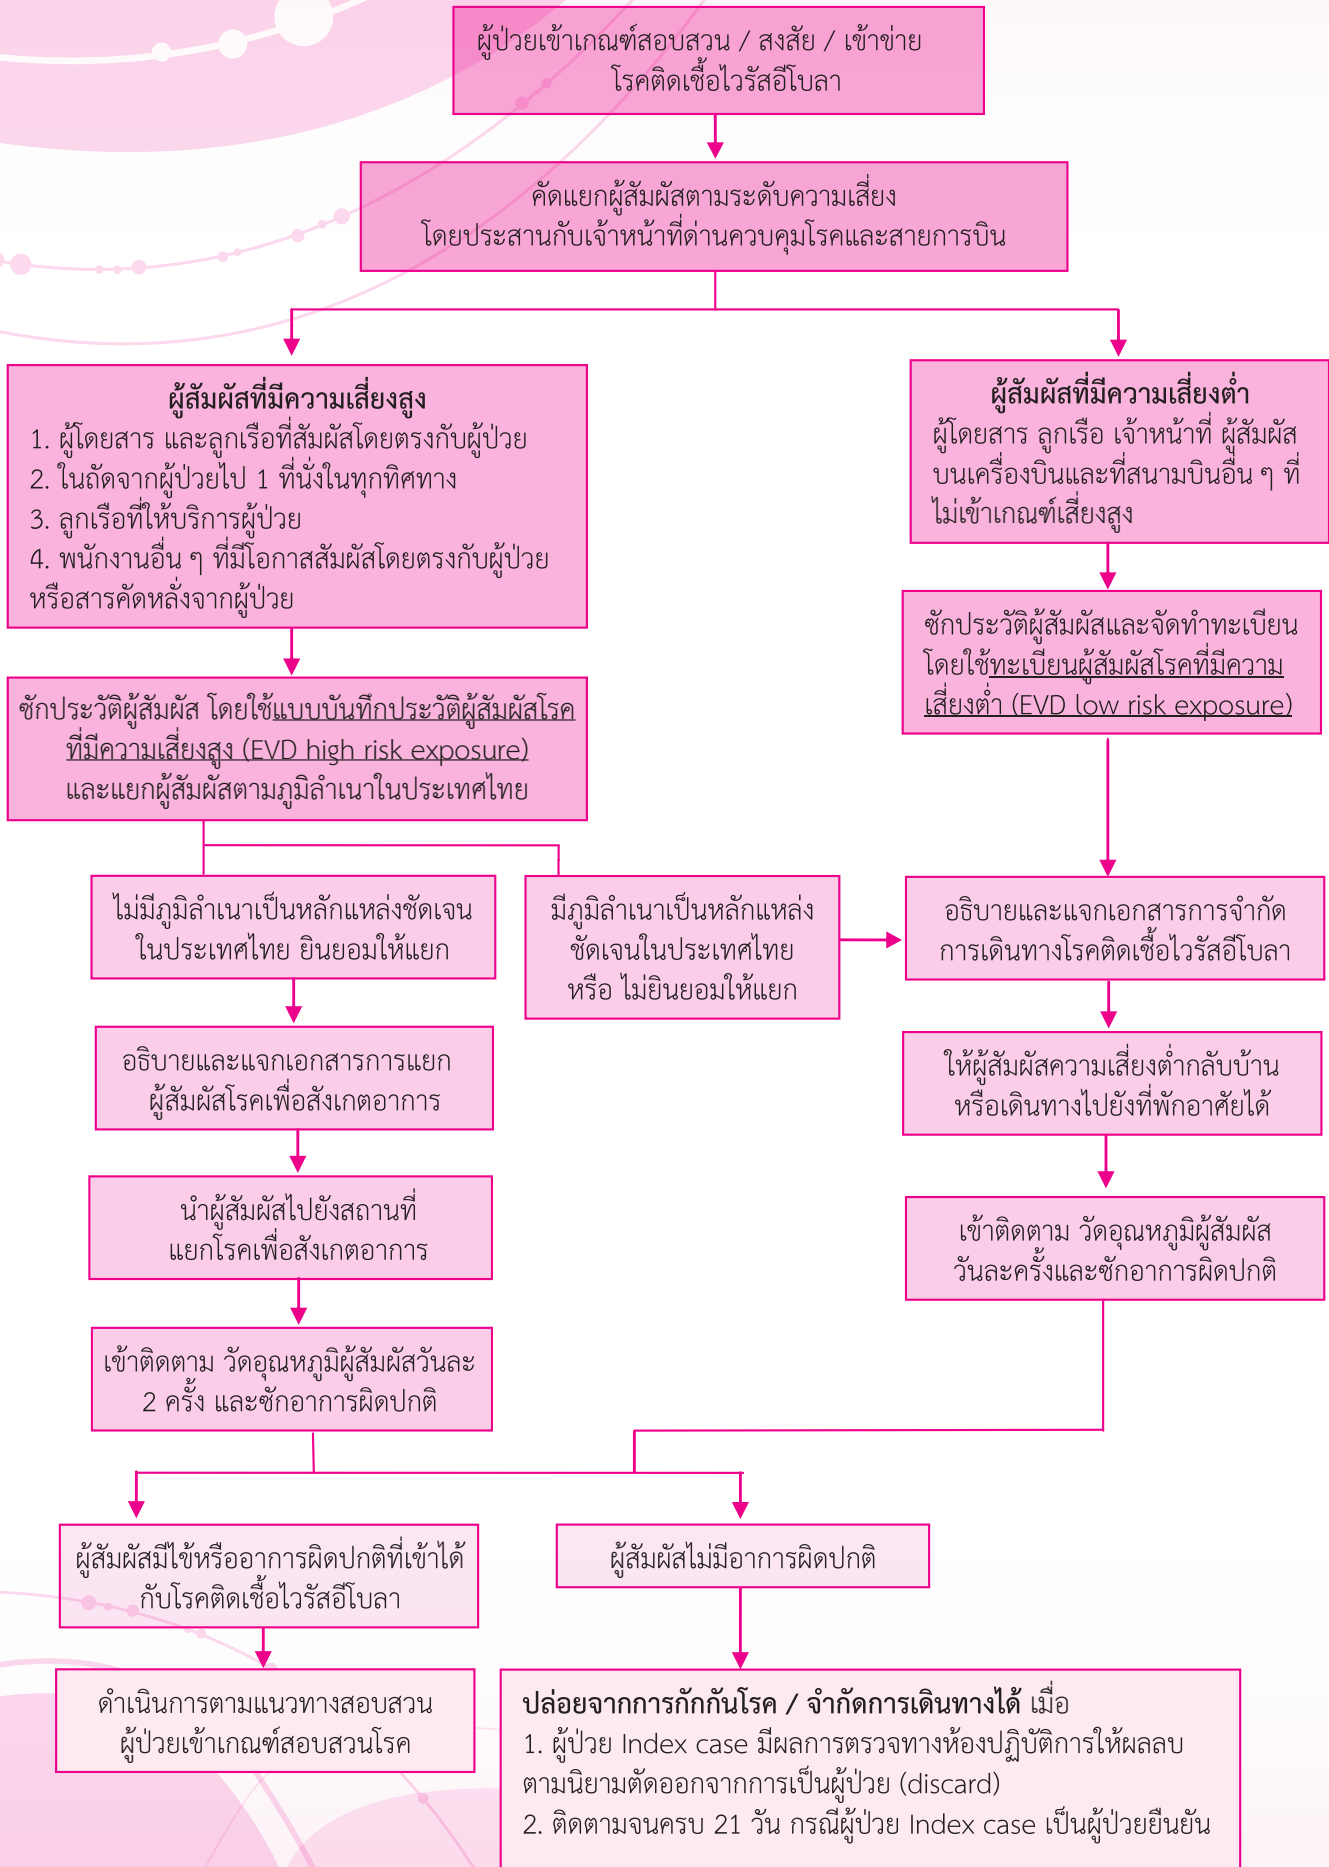 ผู้ป่วยเข้าเกณฑ์สอบสวน / สงสัย / เข้าข่าย
โรคติดเชื้อไวรัสอีโบลา
คัดแยกผู้สัมผัสตามระดับความเสี่ยง
โดยประสานกับเจ้าหน้าที่ด่านควบคุมโรคและสายการบิน
ผู้สัมผัสที่มีความเสี่ยงสูง
1. ผู้โดยสาร และลูกเรือที่สัมผัสโดยตรงกับผู้ป่วย
2. ในถัดจากผู้ป่วยไป 1 ที่นั่งในทุกทิศทาง
3. ลูกเรือที่ให้บริการผู้ป่วย
4. พนักงานอื่น ๆ ที่มีโอกาสสัมผัสโดยตรงกับผู้ป่วย
หรือสารคัดหลั่งจากผู้ป่วย
ผู้สัมผัสที่มีความเสี่ยงต่ำ
ผู้โดยสาร ลูกเรือ เจ้าหน้าที่ ผู้สัมผัส
บนเครื่องบินและที่สนามบินอื่น ๆ ที่
ไม่เข้าเกณฑ์เสี่ยงสูง
ซักประวัติผู้สัมผัส โดยใช้แบบบันทึกประวัติผู้สัมผัสโรค
ที่มีความเสี่ยงสูง (EVD high risk exposure)
และแยกผู้สัมผัสตามภูมิลำเนาในประเทศไทย
ซักประวัติผู้สัมผัสและจัดทำทะเบียน
โดยใช้ทะเบียนผู้สัมผัสโรคที่มีความ
เสี่ยงต่ำ (EVD low risk exposure)
ไม่มีภูมิลำเนาเป็นหลักแหล่งชัดเจน
ในประเทศไทย ยินยอมให้แยก
มีภูมิลำเนาเป็นหลักแหล่ง
ชัดเจนในประเทศไทย
หรือ ไม่ยินยอมให้แยก
อธิบายและแจกเอกสารการจำกัด
การเดินทางโรคติดเชื้อไวรัสอีโบลา
อธิบายและแจกเอกสารการแยก
ผู้สัมผัสโรคเพื่อสังเกตอาการ
ให้ผู้สัมผัสความเสี่ยงต่ำกลับบ้าน
หรือเดินทางไปยังที่พักอาศัยได้
นำผู้สัมผัสไปยังสถานที่
แยกโรคเพื่อสังเกตอาการ
เข้าติดตาม วัดอุณหภูมิผู้สัมผัส
วันละครั้งและซักอาการผิดปกติ
เข้าติดตาม วัดอุณหภูมิผู้สัมผัสวันละ
2 ครั้ง และซักอาการผิดปกติ
ผู้สัมผัสมีไข้หรืออาการผิดปกติที่เข้าได้
กับโรคติดเชื้อไวรัสอีโบลา
ผู้สัมผัสไม่มีอาการผิดปกติ
ดำเนินการตามแนวทางสอบสวน
ผู้ป่วยเข้าเกณฑ์สอบสวนโรค
ปล่อยจากการกักกันโรค / จำกัดการเดินทางได้ เมื่อ
1. ผู้ป่วย Index case มีผลการตรวจทางห้องปฏิบัติการให้ผลลบ
ตามนิยามตัดออกจากการเป็นผู้ป่วย (discard)
2. ติดตามจนครบ 21 วัน กรณีผู้ป่วย Index case เป็นผู้ป่วยยืนยัน